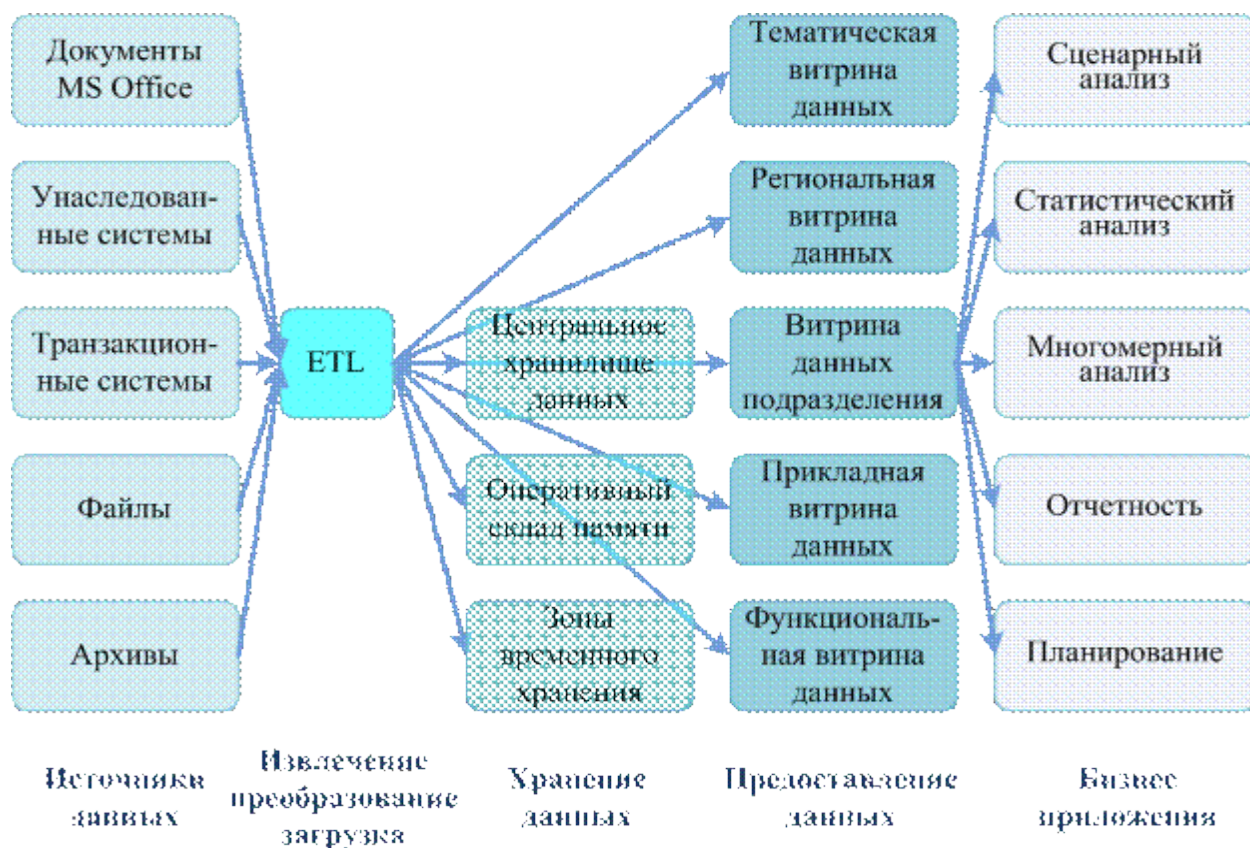 Документы
MS Office
Унаследован-
ные системы
Транзакцион-
ные системы
Файлы
Архивы
ETL
Центральное
хранилище
данных
Оперативный
склад памяти
Зоны
временного
хранения
Тематическая
витрина
данных
Региональная
витрина
данных
Витрина
данных
подразделения
Прикладная
витрина
данных
Функциональ-
ная витрина
данных
Сценарный
анализ
Статистический
анализ
Многомерный
анализ
Отчетность
Планирование
Источники
данных
Извлечение
преобразование
загрузка
Хранение
данных
Предоставление
данных
Бизнес
приложения